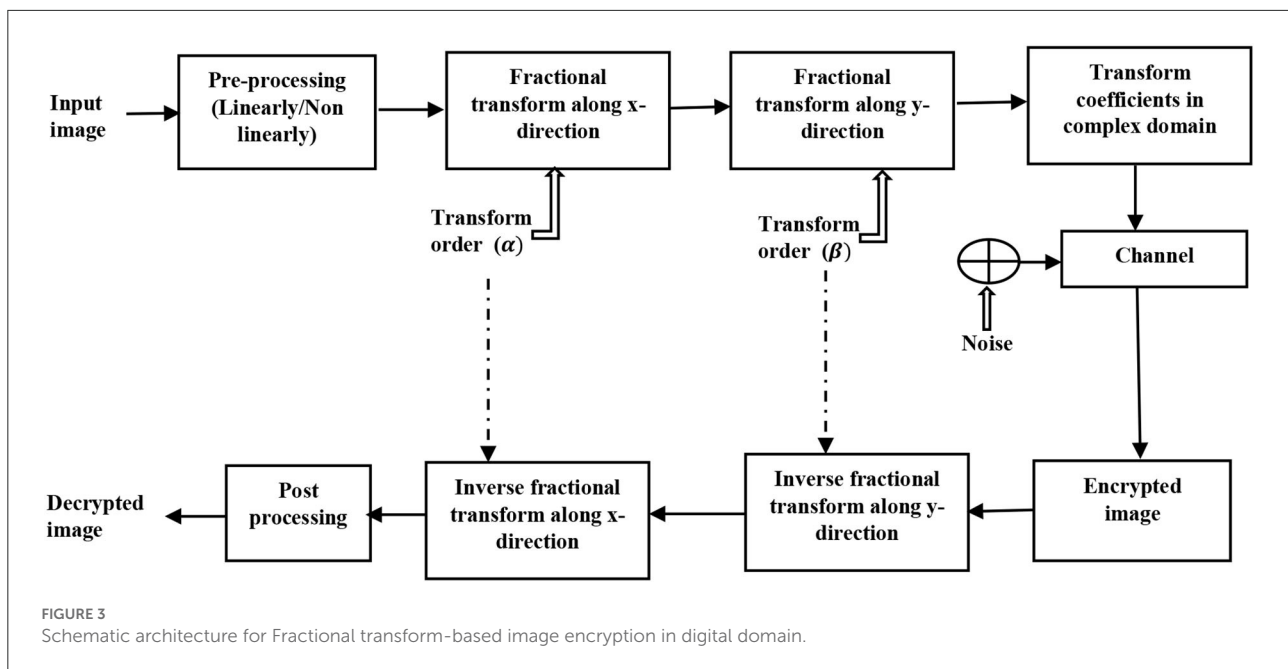 Input
image
Pre-processing
(Linearly/Non
linearly)
Fractional
transform along x-
direction
Fractional
transform along y-
direction
Transform
coefficients in
complex domain
Transform
order (α)
Transform
order (β)
Channel
Noise
Decrypted
image
Post
processing
Inverse fractional
transform along x-
direction
Inverse fractional
transform along y-
direction
Encrypted
image
FIGURE 3
Schematic architecture for Fractional transform-based image encryption in digital domain.